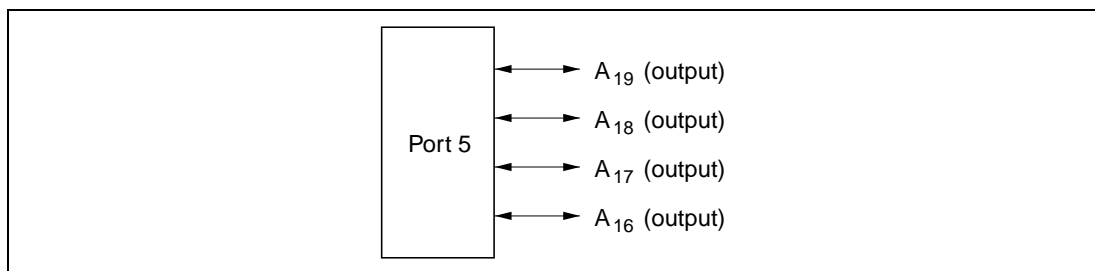 Port 5
A19 (output)
A18 (output)
A17 (output)
A16 (output)